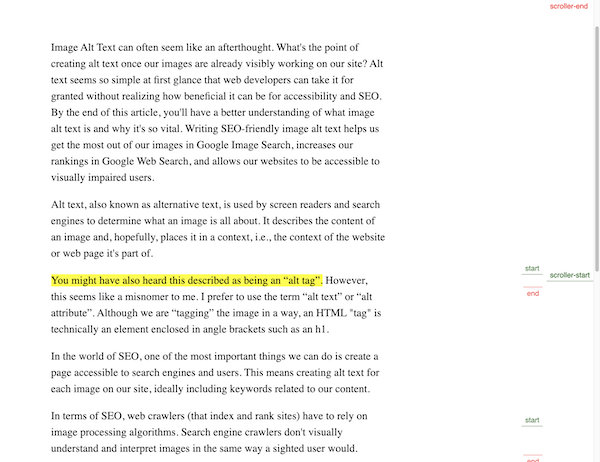 scroller-end
Image Alt Text can often seem like an afterthought. What's the point of
creating alt text once our images are already visibly working on our site? Alt
text seems so simple at first glance that web developers can take it for
granted without realizing how beneficial it can be for accessibility and SEO.
By the end of this article, you'll have a better understanding of what image
alt text is and why it's so vital. Writing SEO-friendly image alt text helps us
get the most out of our images in Google Image Search, increases our
rankings in Google Web Search, and allows our websites to be accessible to
visually impaired users.
Alt text, also known as alternative text, is used by screen readers and search
engines to determine what an image is all about. It describes the content of
an image and, hopefully, places it in a context, i.e., the context of the website
or web page it's part of.
start
scroller-start
You might have also heard this described as being an “alt tag”. However,
end
this seems like a misnomer to me. I prefer to use the term “alt text” or “alt
attribute”. Although we are “tagging” the image in a way, an HTML "tag" is
technically an element enclosed in angle brackets such as an h1.
In the world of SEO, one of the most important things we can do is create a
page accessible to search engines and users. This means creating alt text for
each image on our site, ideally including keywords related to our content.
In terms of SEO, web crawlers (that index and rank sites) have to rely on
start
image processing algorithms. Search engine crawlers don't visually
understand and interpret images in the same way a sighted user would.
end